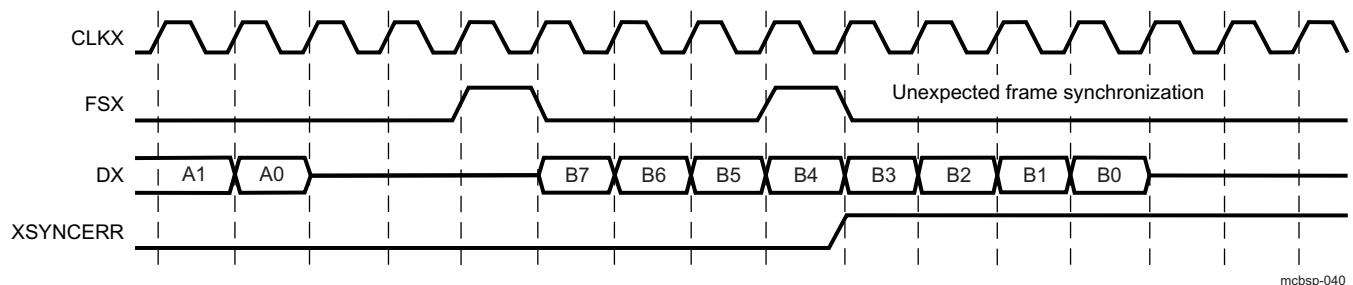 CLKX
FSX
Unexpected frame synchronization
DX
A1 A0 B7 B6 B5 B4 B3 B2 B1 B0
XSYNCERR
mcbsp-040